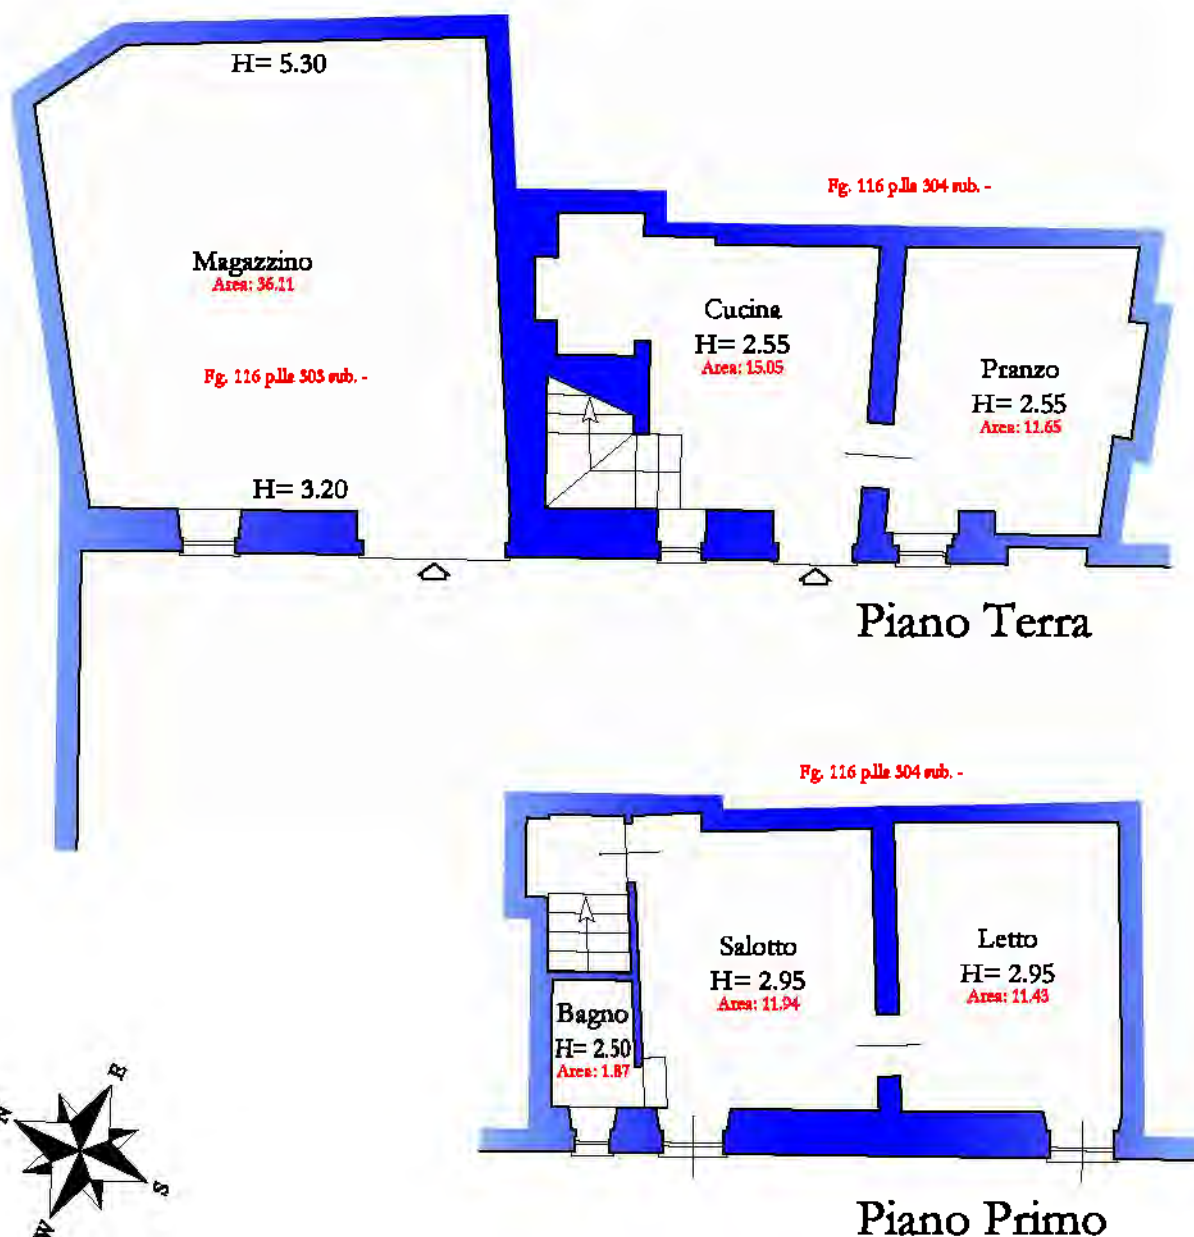 H= 5.30
Fg. 116 p.lla 304 sub. -
Magazzino
Area: 36.21
Cucina
H= 2.55
Area: 15.05
Pranzo
H= 2.55
Area: 11.65
Fg. 116 p.lla 303 sub. -
H= 3.20
Piano Terra
Fg. 116 p.lla 304 sub. -
Salotto
H= 2.95
Area: 11.94
Letto
H= 2.95
Area: 11.43
Bagno
H= 2.50
Area: 1.87
E
N
S
W
Piano Primo